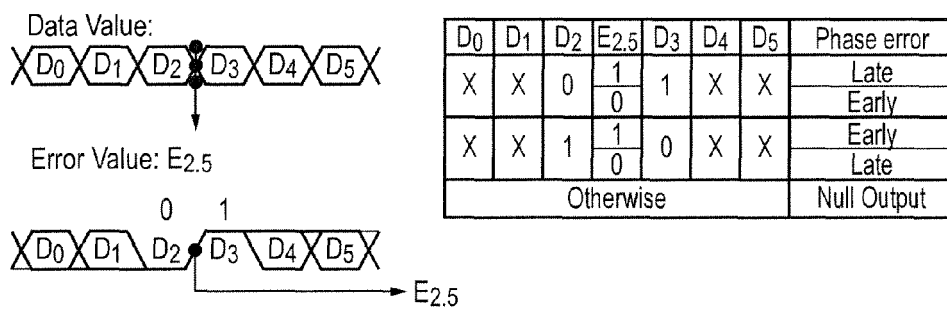 Data Value:
D0 D1 D2 D3 D4 D5
Error Value: E2.5
0 1
D0 D1 D2 D3 D4 D5
E2.5
D0 D1 D2 E2.5 D3 D4 D5 Phase error
X X 0 1 1 X X Late
0 Early
X X 1 1 0 X X Early
0 Late
Otherwise Null Output